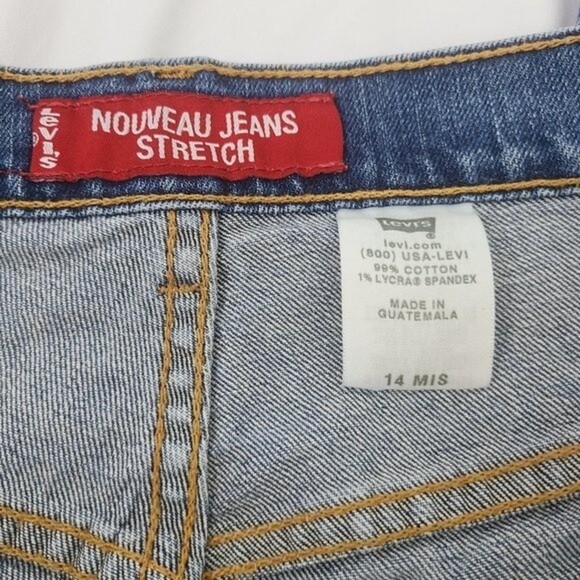 Levi's ®
NOUVEAU JEANS
STRETCH
Levi's ®
levi.com
(800) USA-LEVI
99% COTTON
1% LYCRA® SPANDEX
MADE IN
GUATEMALA
14 MIS